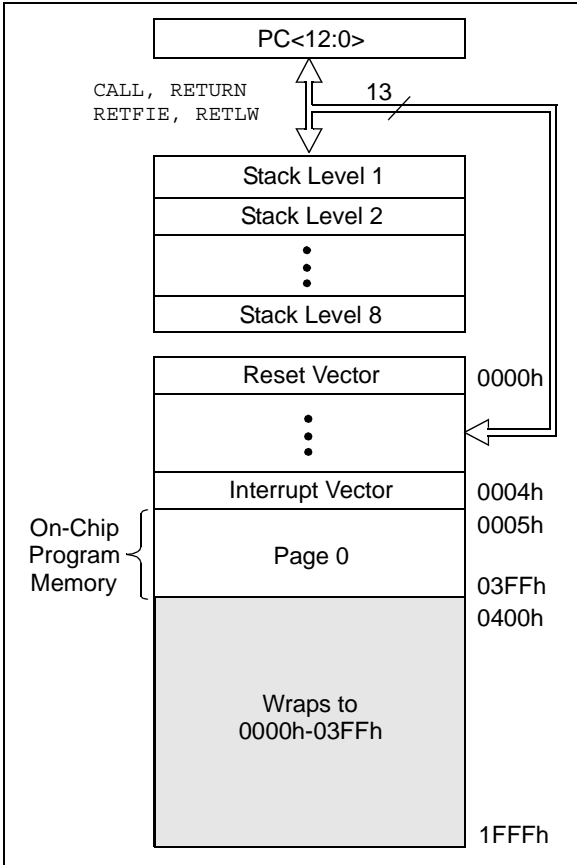 PC<12:0>
CALL, RETURN
RETFIE, RETLW
13
Stack Level 1
Stack Level 2
Stack Level 8
Reset Vector
0000h
Interrupt Vector
0004h
On-Chip
Program
Memory
Page 0
0005h
03FFh
0400h
Wraps to
0000h-03FFh
1FFFh